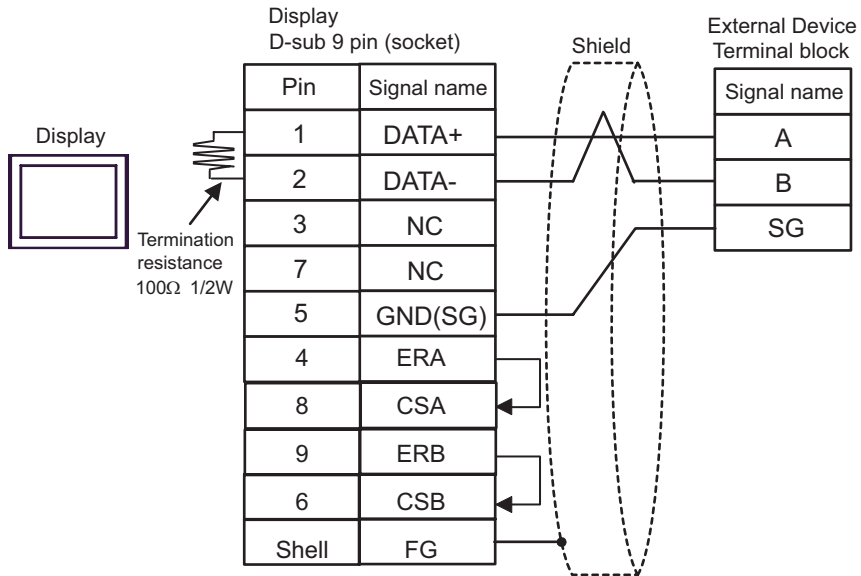 Display
D-sub 9 pin (socket)
Shield
External Device
Terminal block
Pin
Signal name
Signal name
1
DATA+
A
Display
2
DATA-
B
3
NC
SG
Termination
resistance
100Ω 1/2W
7
NC
5
GND(SG)
4
ERA
8
CSA
9
ERB
6
CSB
Shell
FG